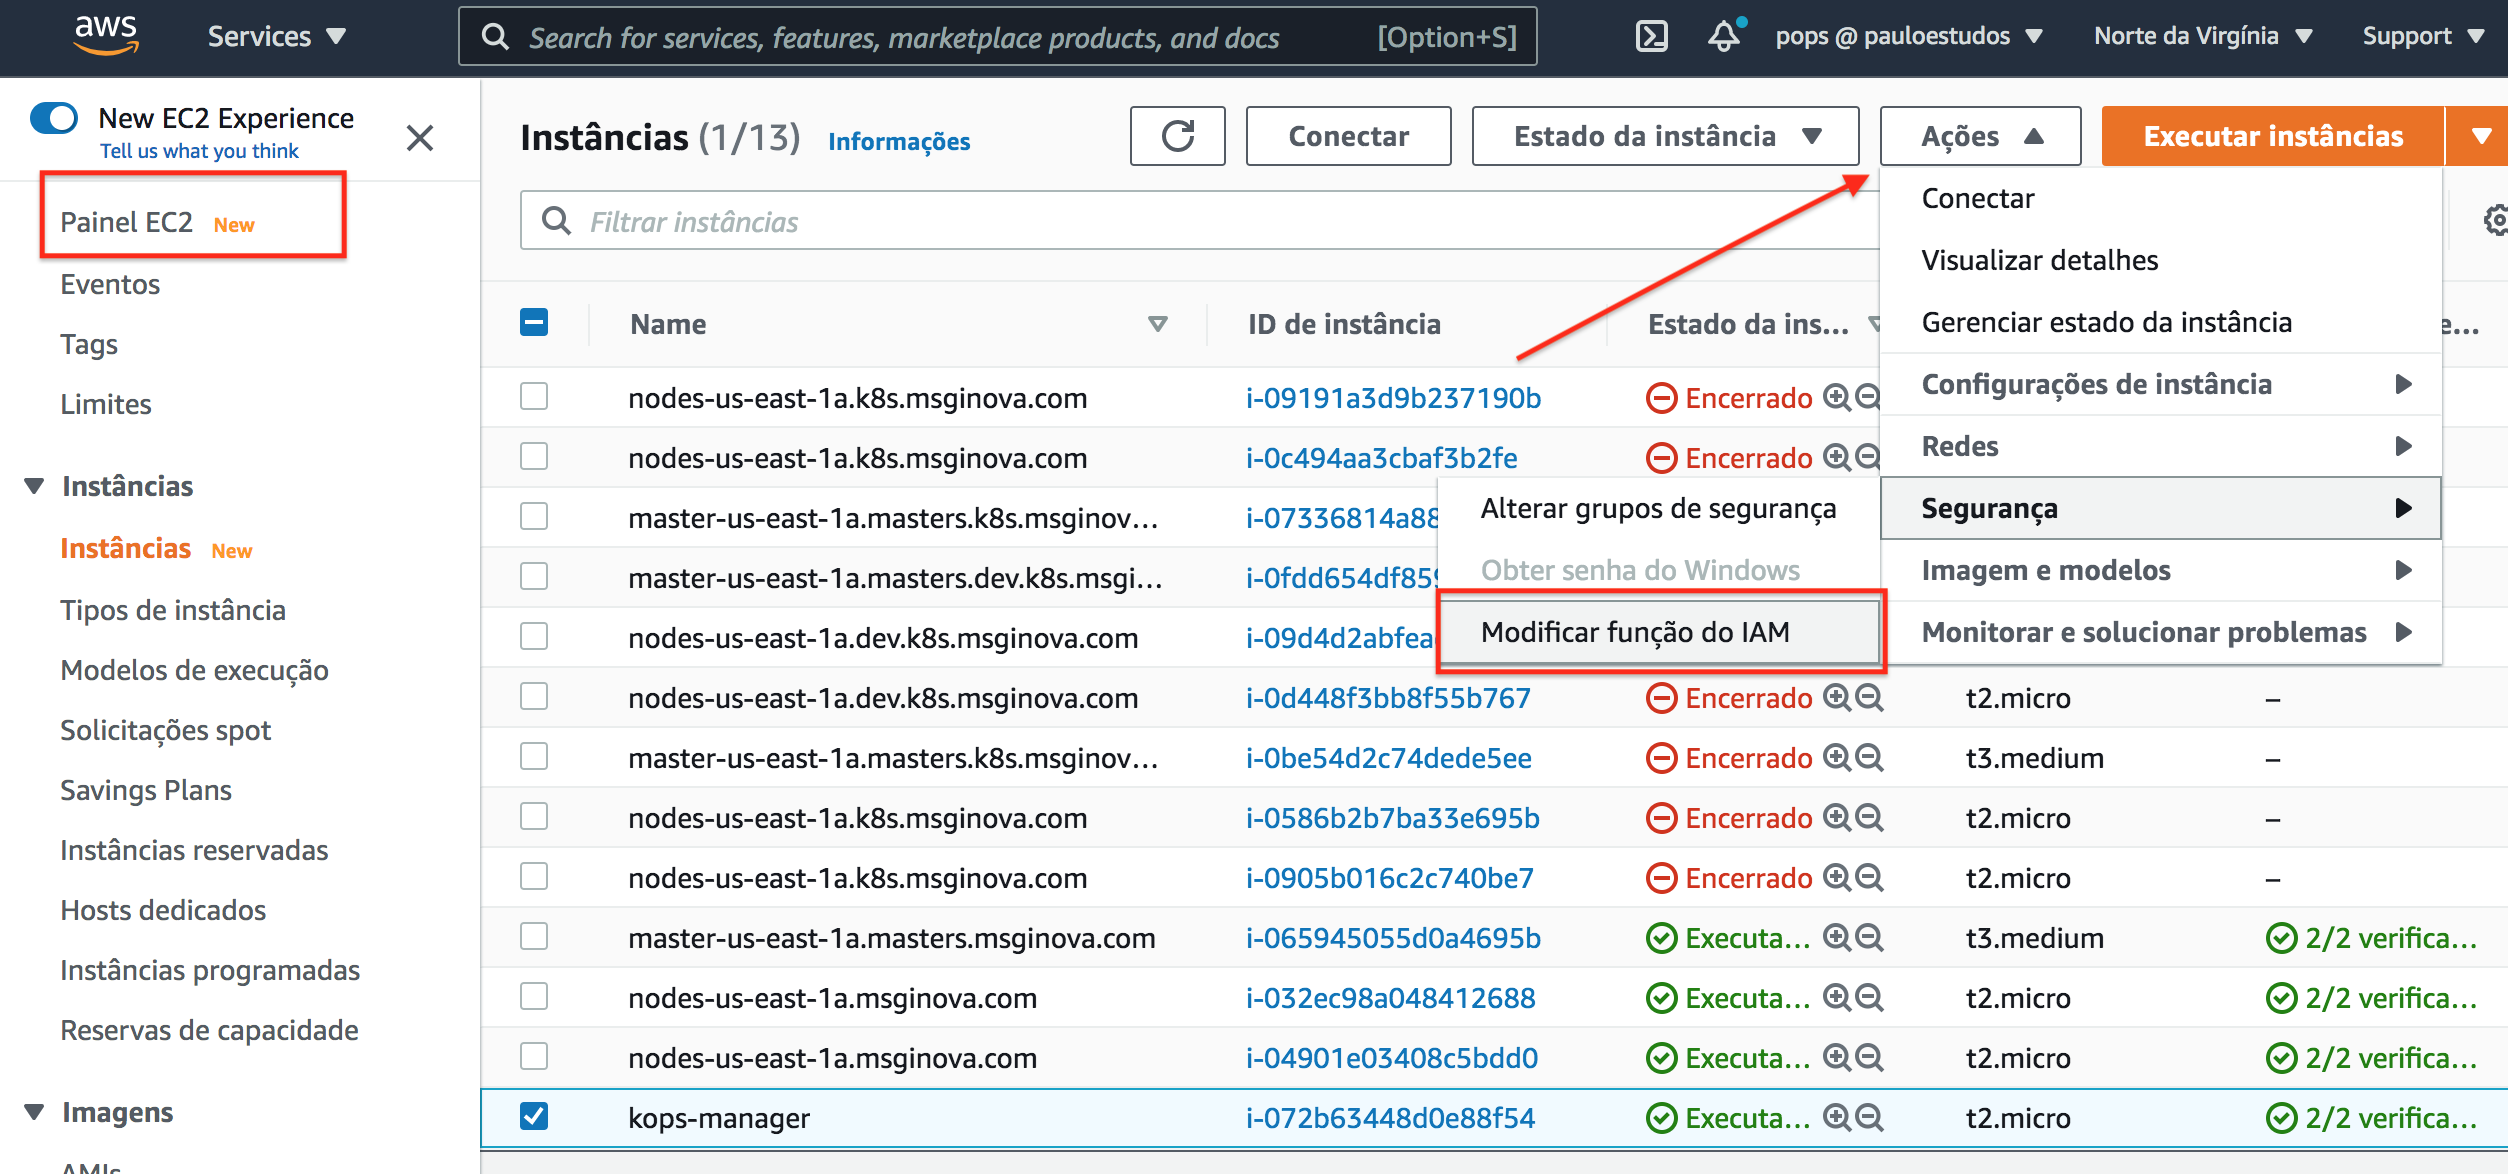 aws Services Search for services, features, marketplace products, and docs [Option+S] pops @ pauloestudos Norte da Virgínia Support
New EC2 Experience
Tell us what you think
Painel EC2 New
Eventos
Tags
Limites
Instâncias
Instâncias New
Tipos de instância
Modelos de execução
Solicitações spot
Savings Plans
Instâncias reservadas
Hosts dedicados
Instâncias programadas
Reservas de capacidade
Imagens
AMIs
Instâncias (1/13) Informações Conectar Estado da instância Ações Executar instâncias
Filtrar instâncias
Name ID de instância Estado da ins... e...
nodes-us-east-1a.k8s.msginova.com i-09191a3d9b237190b Encerrado
nodes-us-east-1a.k8s.msginova.com i-0c494aa3cbaf3b2fe Encerrado
master-us-east-1a.masters.k8s.msginov... i-07336814a88
master-us-east-1a.masters.dev.k8s.msgi... i-0fdd654df859
nodes-us-east-1a.dev.k8s.msginova.com i-09d4d2abfea
nodes-us-east-1a.dev.k8s.msginova.com i-0d448f3bb8f55b767 Encerrado t2.micro –
master-us-east-1a.masters.k8s.msginov... i-0be54d2c74dede5ee Encerrado t3.medium –
nodes-us-east-1a.k8s.msginova.com i-0586b2b7ba33e695b Encerrado t2.micro –
nodes-us-east-1a.k8s.msginova.com i-0905b016c2c740be7 Encerrado t2.micro –
master-us-east-1a.masters.msginova.com i-065945055d0a4695b Executa... t3.medium 2/2 verifica...
nodes-us-east-1a.msginova.com i-032ec98a048412688 Executa... t2.micro 2/2 verifica...
nodes-us-east-1a.msginova.com i-04901e03408c5bdd0 Executa... t2.micro 2/2 verifica...
kops-manager i-072b63448d0e88f54 Executa... t2.micro 2/2 verifica...
Conectar
Visualizar detalhes
Gerenciar estado da instância
Configurações de instância
Redes
Segurança
Imagem e modelos
Monitorar e solucionar problemas
Alterar grupos de segurança
Obter senha do Windows
Modificar função do IAM